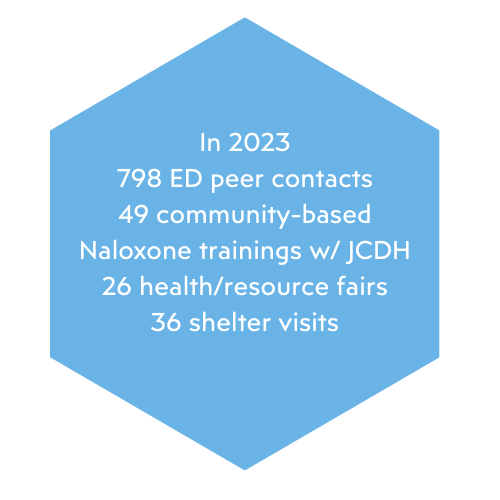 In 2023
798 ED peer contacts
49 community-based
Naloxone trainings w/ JCDH
26 health/resource fairs
36 shelter visits